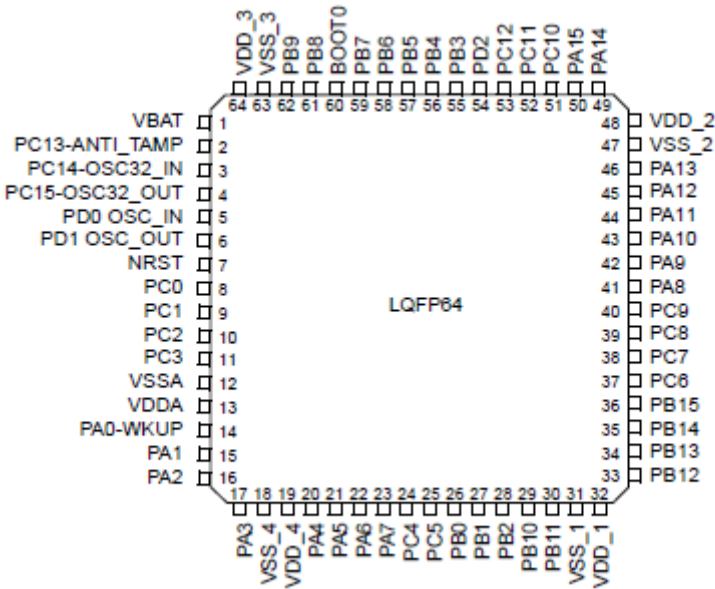 VDD_3
VSS_3
PB9
PB8
BOOT0
PB7
PB6
PB5
PB4
PB3
PD2
PC12
PC11
PC10
PA15
PA14
64 63 62 61 60 59 58 57 56 55 54 53 52 51 50 49
VBAT 1 48 VDD_2
PC13-ANTI_TAMP 2 47 VSS_2
PC14-OSC32_IN 3 46 PA13
PC15-OSC32_OUT 4 45 PA12
PD0 OSC_IN 5 44 PA11
PD1 OSC_OUT 6 43 PA10
NRST 7 42 PA9
PC0 8 41 PA8
PC1 9 LQFP64 40 PC9
PC2 10 39 PC8
PC3 11 38 PC7
VSSA 12 37 PC6
VDDA 13 36 PB15
PA0-WKUP 14 35 PB14
PA1 15 34 PB13
PA2 16 33 PB12
17 18 19 20 21 22 23 24 25 26 27 28 29 30 31 32
PA3
VSS_4
VDD_4
PA4
PA5
PA6
PA7
PC4
PC5
PB0
PB1
PB2
PB10
PB11
VSS_1
VDD_1